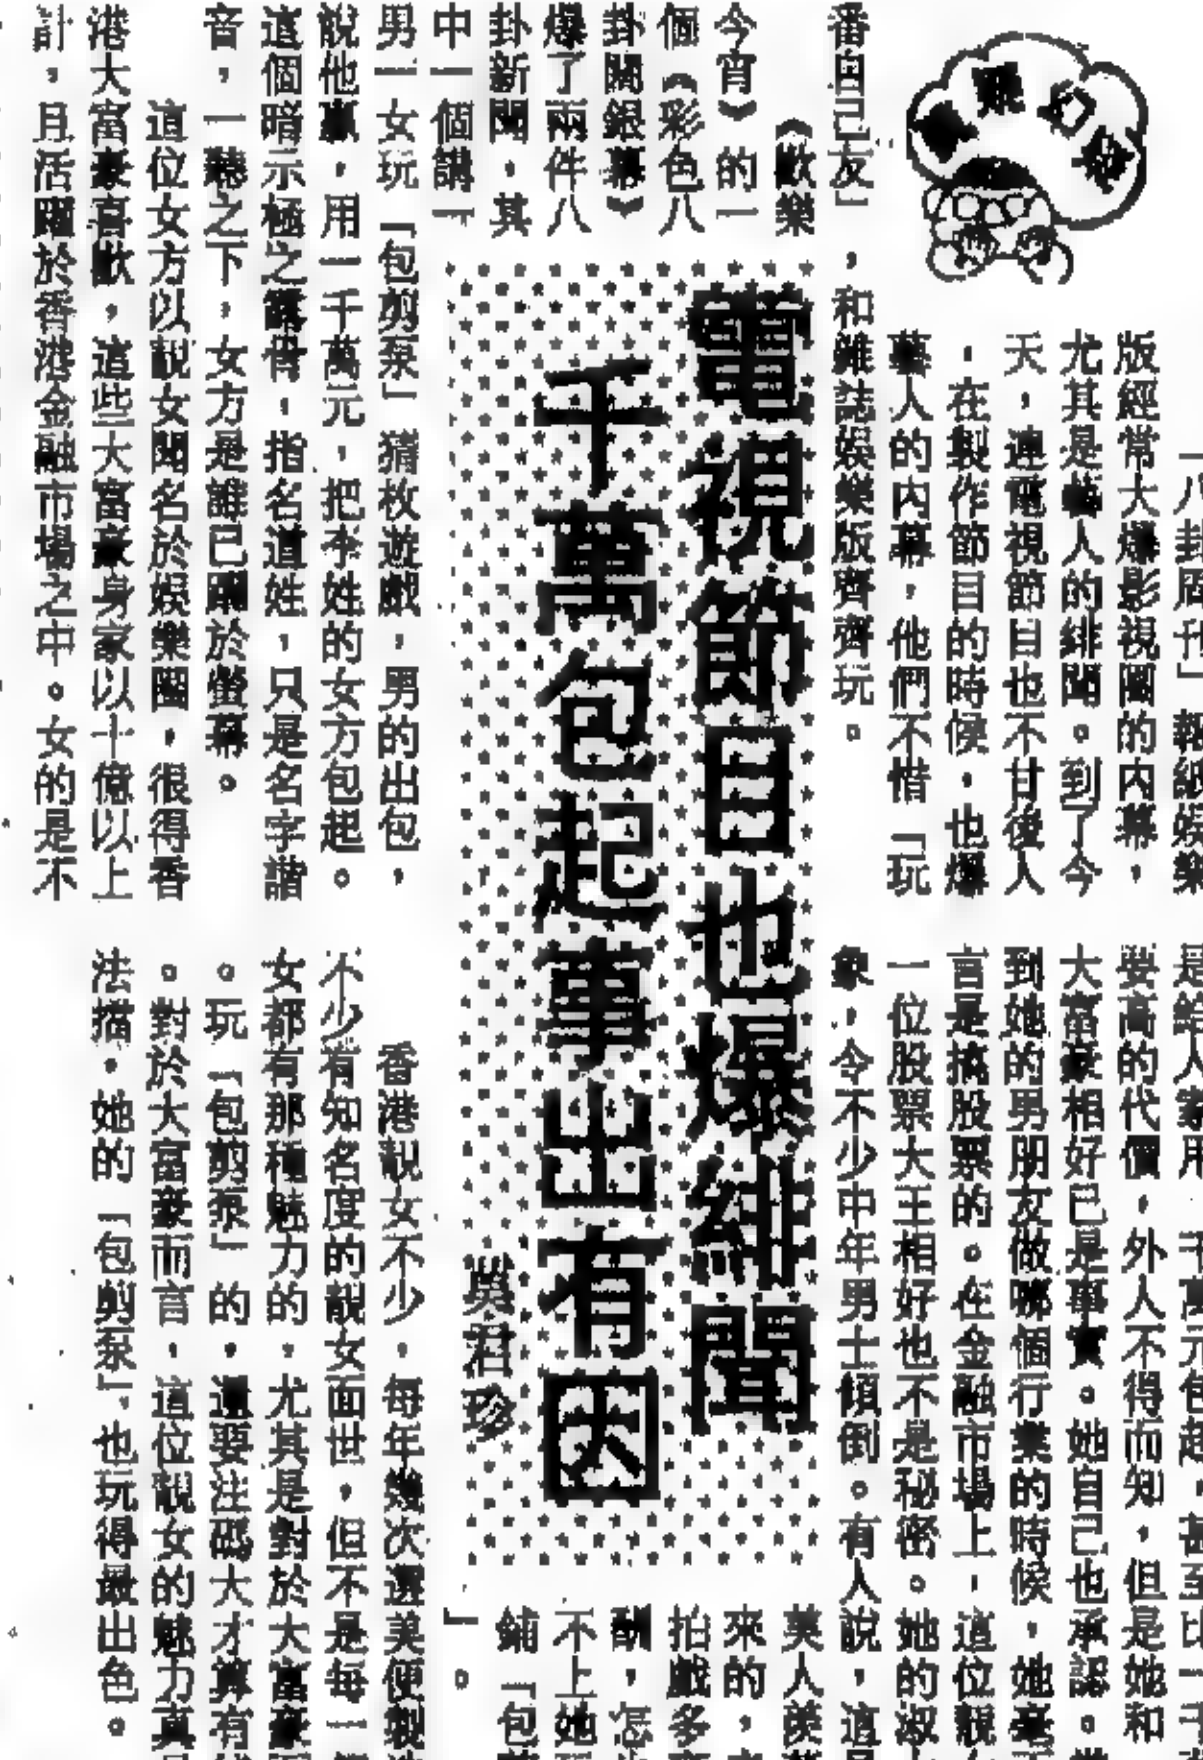 電視節目也爆緋聞
千萬包起事出有因
吳君珍
「八卦周刊」報紙娛樂
版經常大爆影視圈的內幕，
尤其是藝人的緋聞。到了今
天，連電視節目也不甘後人
，在製作節目的時候，也爆
藝人的內幕，他們不惜「玩
番自己友」，和雜誌娛樂版齊齊玩。
《歡樂
今宵》的一
個《彩色八
卦闖銀幕》
爆了兩件八
卦新聞，其
中一個講一
男一女玩「包剪泵」猜枚遊戲，男的出包，
說他贏，用一千萬元，把李姓的女方包起。
這個暗示極之露骨，指名道姓，只是名字諧
音，一聽之下，女方是誰已躍於螢幕。
這位女方以靚女聞名於娛樂圈，很得香
港大富豪喜歡，這些大富豪身家以十億以上
計，且活躍於香港金融市場之中。女的是不
是給人家用一千萬元包起，甚至比一千
要高的代價，外人不得而知，但是她和
大富豪相好已是事實。她自己也承認。
到她的男朋友做哪個行業的時候，她
言是搞股票的。在金融市場上，這位靚
一位股票大王相好也不是秘密。她的
象，令不少中年男士傾倒。有人說，這
美人
來的，
拍戲多
酬，怎
不上她
鋪「包
」。
香港靚女不少，每年幾次選美便製
不少有知名度的靚女面世，但不是每一
女都有那種魅力的，尤其是對於大富豪
。玩「包剪泵」的，還要注碼大才算有
。對於大富豪而言，這位靚女的魅力真
法擋，她的「包剪泵」，也玩得最出色。